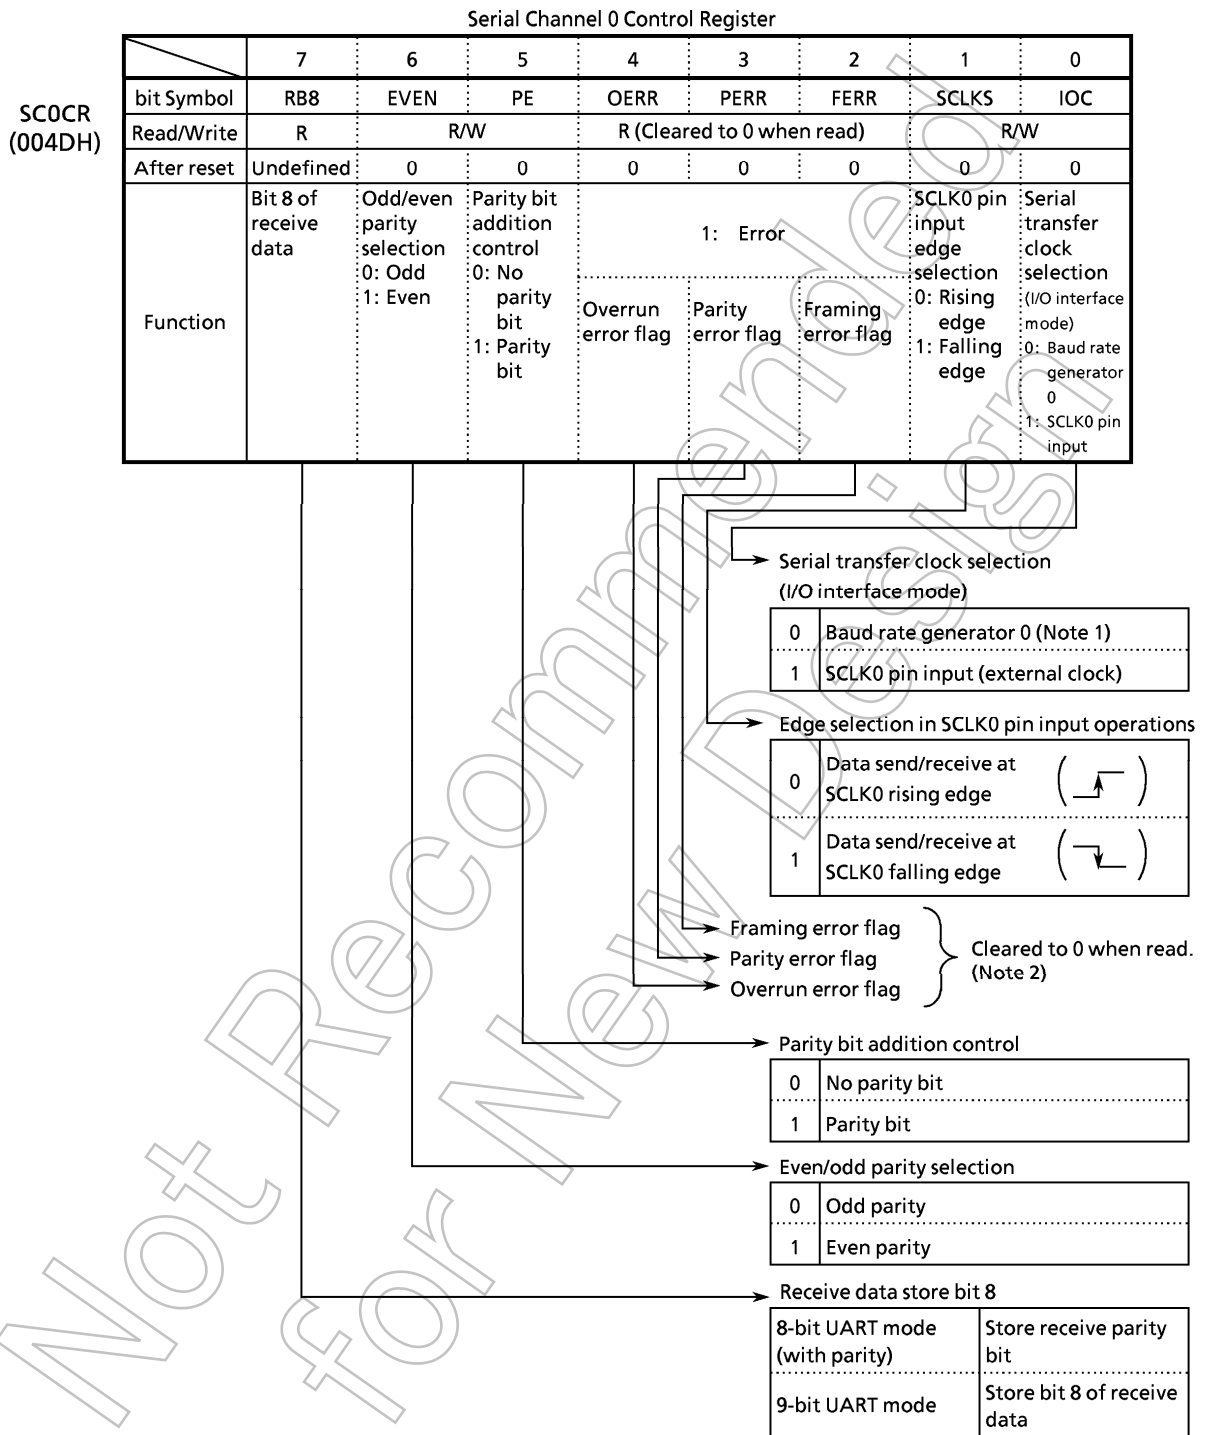 Serial Channel 0 Control Register
SC0CR
(004DH)
7 6 5 4 3 2 1 0
bit Symbol RB8 EVEN PE OERR PERR FERR SCLKS IOC
Read/Write R R/W R (Cleared to 0 when read) R/W
After reset Undefined 0 0 0 0 0 0 0
Function
Bit 8 of
receive
data
Odd/even
parity
selection
0: Odd
1: Even
Parity bit
addition
control
0: No
parity
bit
1: Parity
bit
1: Error
Overrun
error flag
Parity
error flag
Framing
error flag
SCLK0 pin
input
edge
selection
0: Rising
edge
1: Falling
edge
Serial
transfer
clock
selection
(I/O interface
mode)
0: Baud rate
generator
0
1: SCLK0 pin
input
Serial transfer clock selection
(I/O interface mode)
0 Baud rate generator 0 (Note 1)
1 SCLK0 pin input (external clock)
Edge selection in SCLK0 pin input operations
0 Data send/receive at
SCLK0 rising edge
1 Data send/receive at
SCLK0 falling edge
Framing error flag
Parity error flag
Overrun error flag
Cleared to 0 when read.
(Note 2)
Parity bit addition control
0 No parity bit
1 Parity bit
Even/odd parity selection
0 Odd parity
1 Even parity
Receive data store bit 8
8-bit UART mode
(with parity)
Store receive parity
bit
9-bit UART mode
Store bit 8 of receive
data
Not Recommended
for New Design